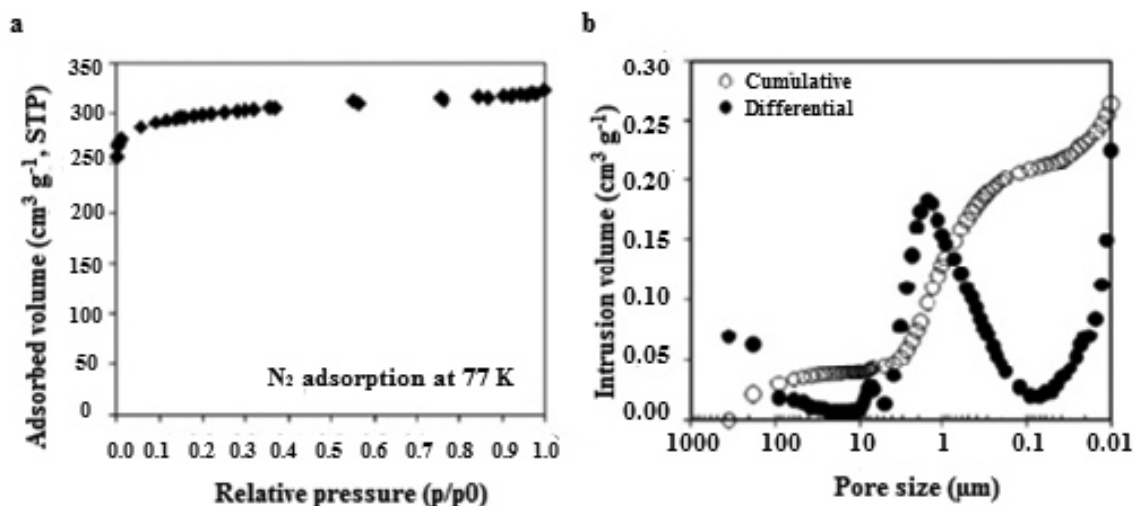 a
Adsorbed volume (cm³ g⁻¹, STP)
350
300
250
200
150
100
50
0
N₂ adsorption at 77 K
0.0 0.1 0.2 0.3 0.4 0.5 0.6 0.7 0.8 0.9 1.0
Relative pressure (p/p0)
b
Intrusion volume (cm³ g⁻¹)
0.30
0.25
0.20
0.15
0.10
0.05
0.00
Cumulative
Differential
1000 100 10 1 0.1 0.01
Pore size (µm)